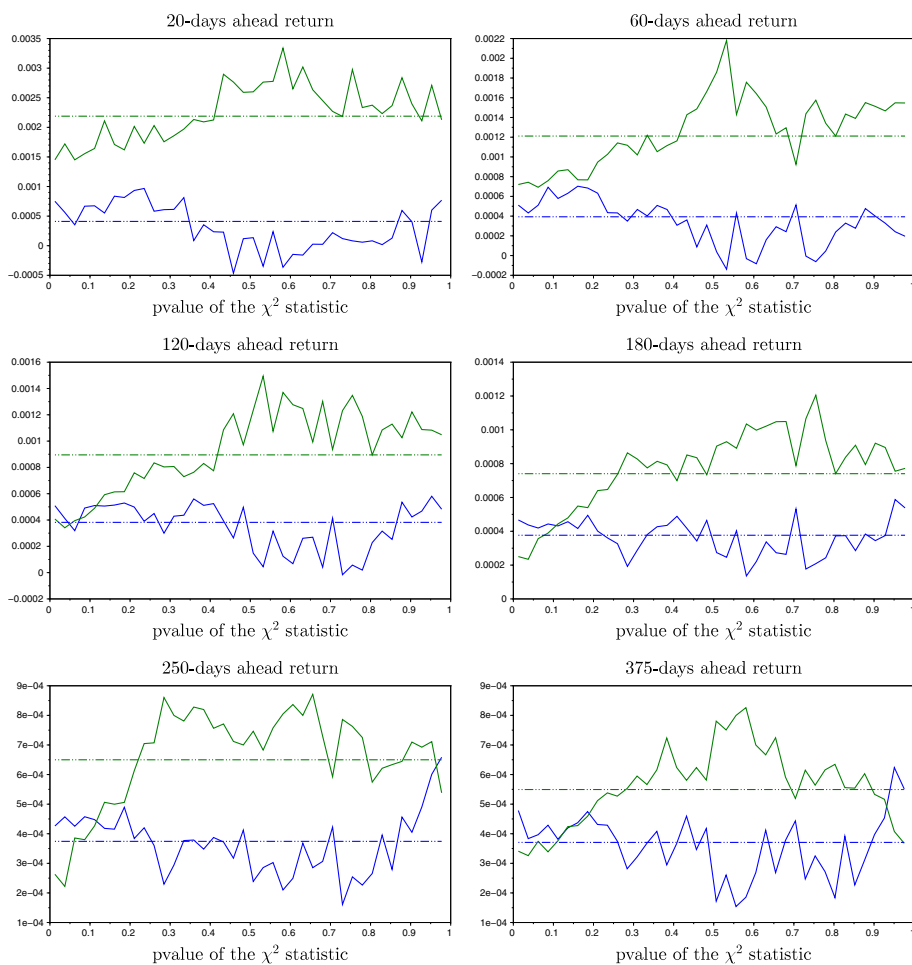 20-days ahead return
0.0035
0.003
0.0025
0.002
0.0015
0.001
0.0005
0
−0.0005
0 0.1 0.2 0.3 0.4 0.5 0.6 0.7 0.8 0.9 1
pvalue of the χ² statistic
60-days ahead return
0.0022
0.002
0.0018
0.0016
0.0014
0.0012
0.001
0.0008
0.0006
0.0004
0.0002
0
−0.0002
0 0.1 0.2 0.3 0.4 0.5 0.6 0.7 0.8 0.9 1
pvalue of the χ² statistic
120-days ahead return
0.0016
0.0014
0.0012
0.001
0.0008
0.0006
0.0004
0.0002
0
−0.0002
0 0.1 0.2 0.3 0.4 0.5 0.6 0.7 0.8 0.9 1
pvalue of the χ² statistic
180-days ahead return
0.0014
0.0012
0.001
0.0008
0.0006
0.0004
0.0002
0
0 0.1 0.2 0.3 0.4 0.5 0.6 0.7 0.8 0.9 1
pvalue of the χ² statistic
250-days ahead return
9e−04
8e−04
7e−04
6e−04
5e−04
4e−04
3e−04
2e−04
1e−04
0 0.1 0.2 0.3 0.4 0.5 0.6 0.7 0.8 0.9 1
pvalue of the χ² statistic
375-days ahead return
9e−04
8e−04
7e−04
6e−04
5e−04
4e−04
3e−04
2e−04
1e−04
0 0.1 0.2 0.3 0.4 0.5 0.6 0.7 0.8 0.9 1
pvalue of the χ² statistic